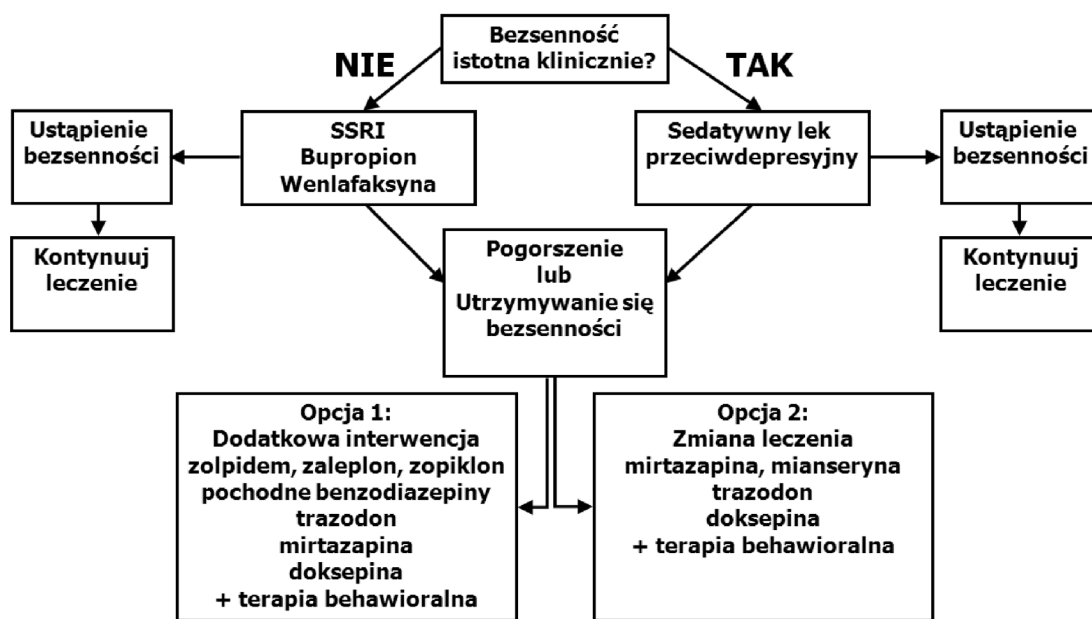 Bezsenność
istotna klinicznie?
NIE
TAK
Ustąpienie
bezsenności
SSRI
Bupropion
Wenlafaksyna
Sedatywny lek
przeciwdepresyjny
Ustąpienie
bezsenności
Kontynuuj
leczenie
Pogorszenie
lub
Utrzymywanie się
bezsenności
Kontynuuj
leczenie
Opcja 1:
Dodatkowa interwencja
zolpidem, zaleplon, zopiklon
pochodne benzodiazepiny
trazodon
mirtazapina
doksepina
+ terapia behawioralna
Opcja 2:
Zmiana leczenia
mirtazapina, mianseryna
trazodon
doksepina
+ terapia behawioralna